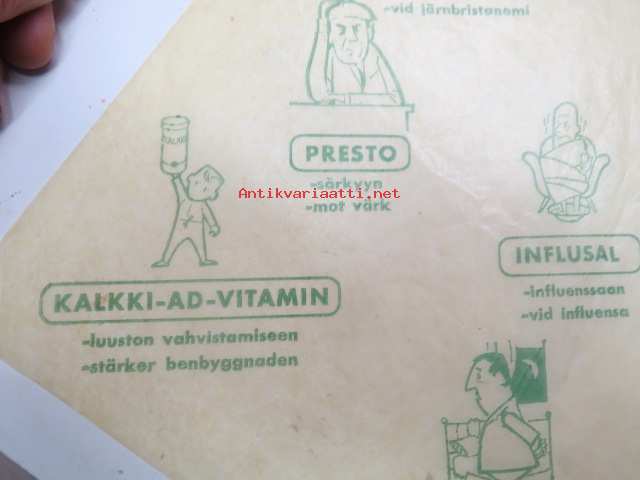 -vid järnbristanemi
PRESTO
-särkyyn
-mot värk
Antikvariaatti.net
KALKKI
KALKKI-AD-VITAMIN
-luuston vahvistamiseen
-stärker benbyggnaden
INFLUSAL
-influenssaan
-vid influensa